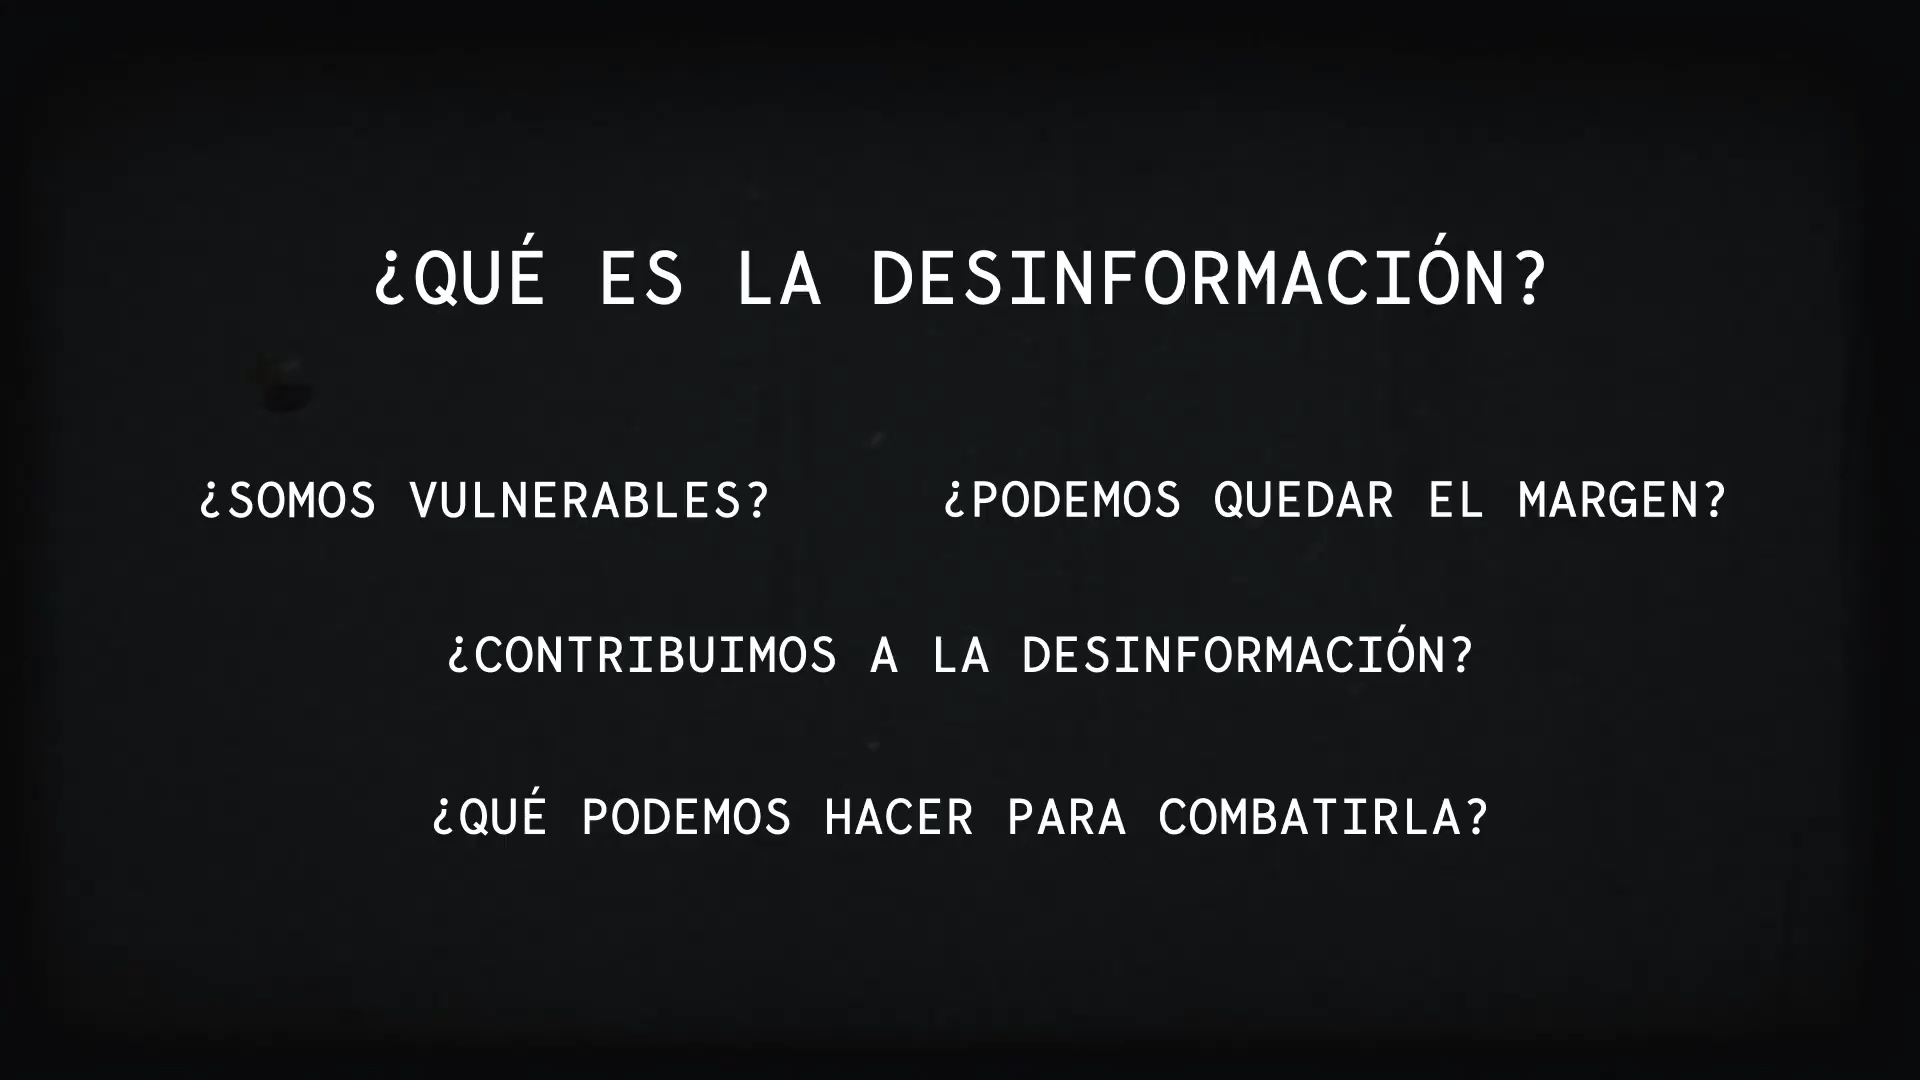 ¿QUÉ ES LA DESINFORMACIÓN?
¿SOMOS VULNERABLES?
¿PODEMOS QUEDAR EL MARGEN?
¿CONTRIBUIMOS A LA DESINFORMACIÓN?
¿QUÉ PODEMOS HACER PARA COMBATIRLA?